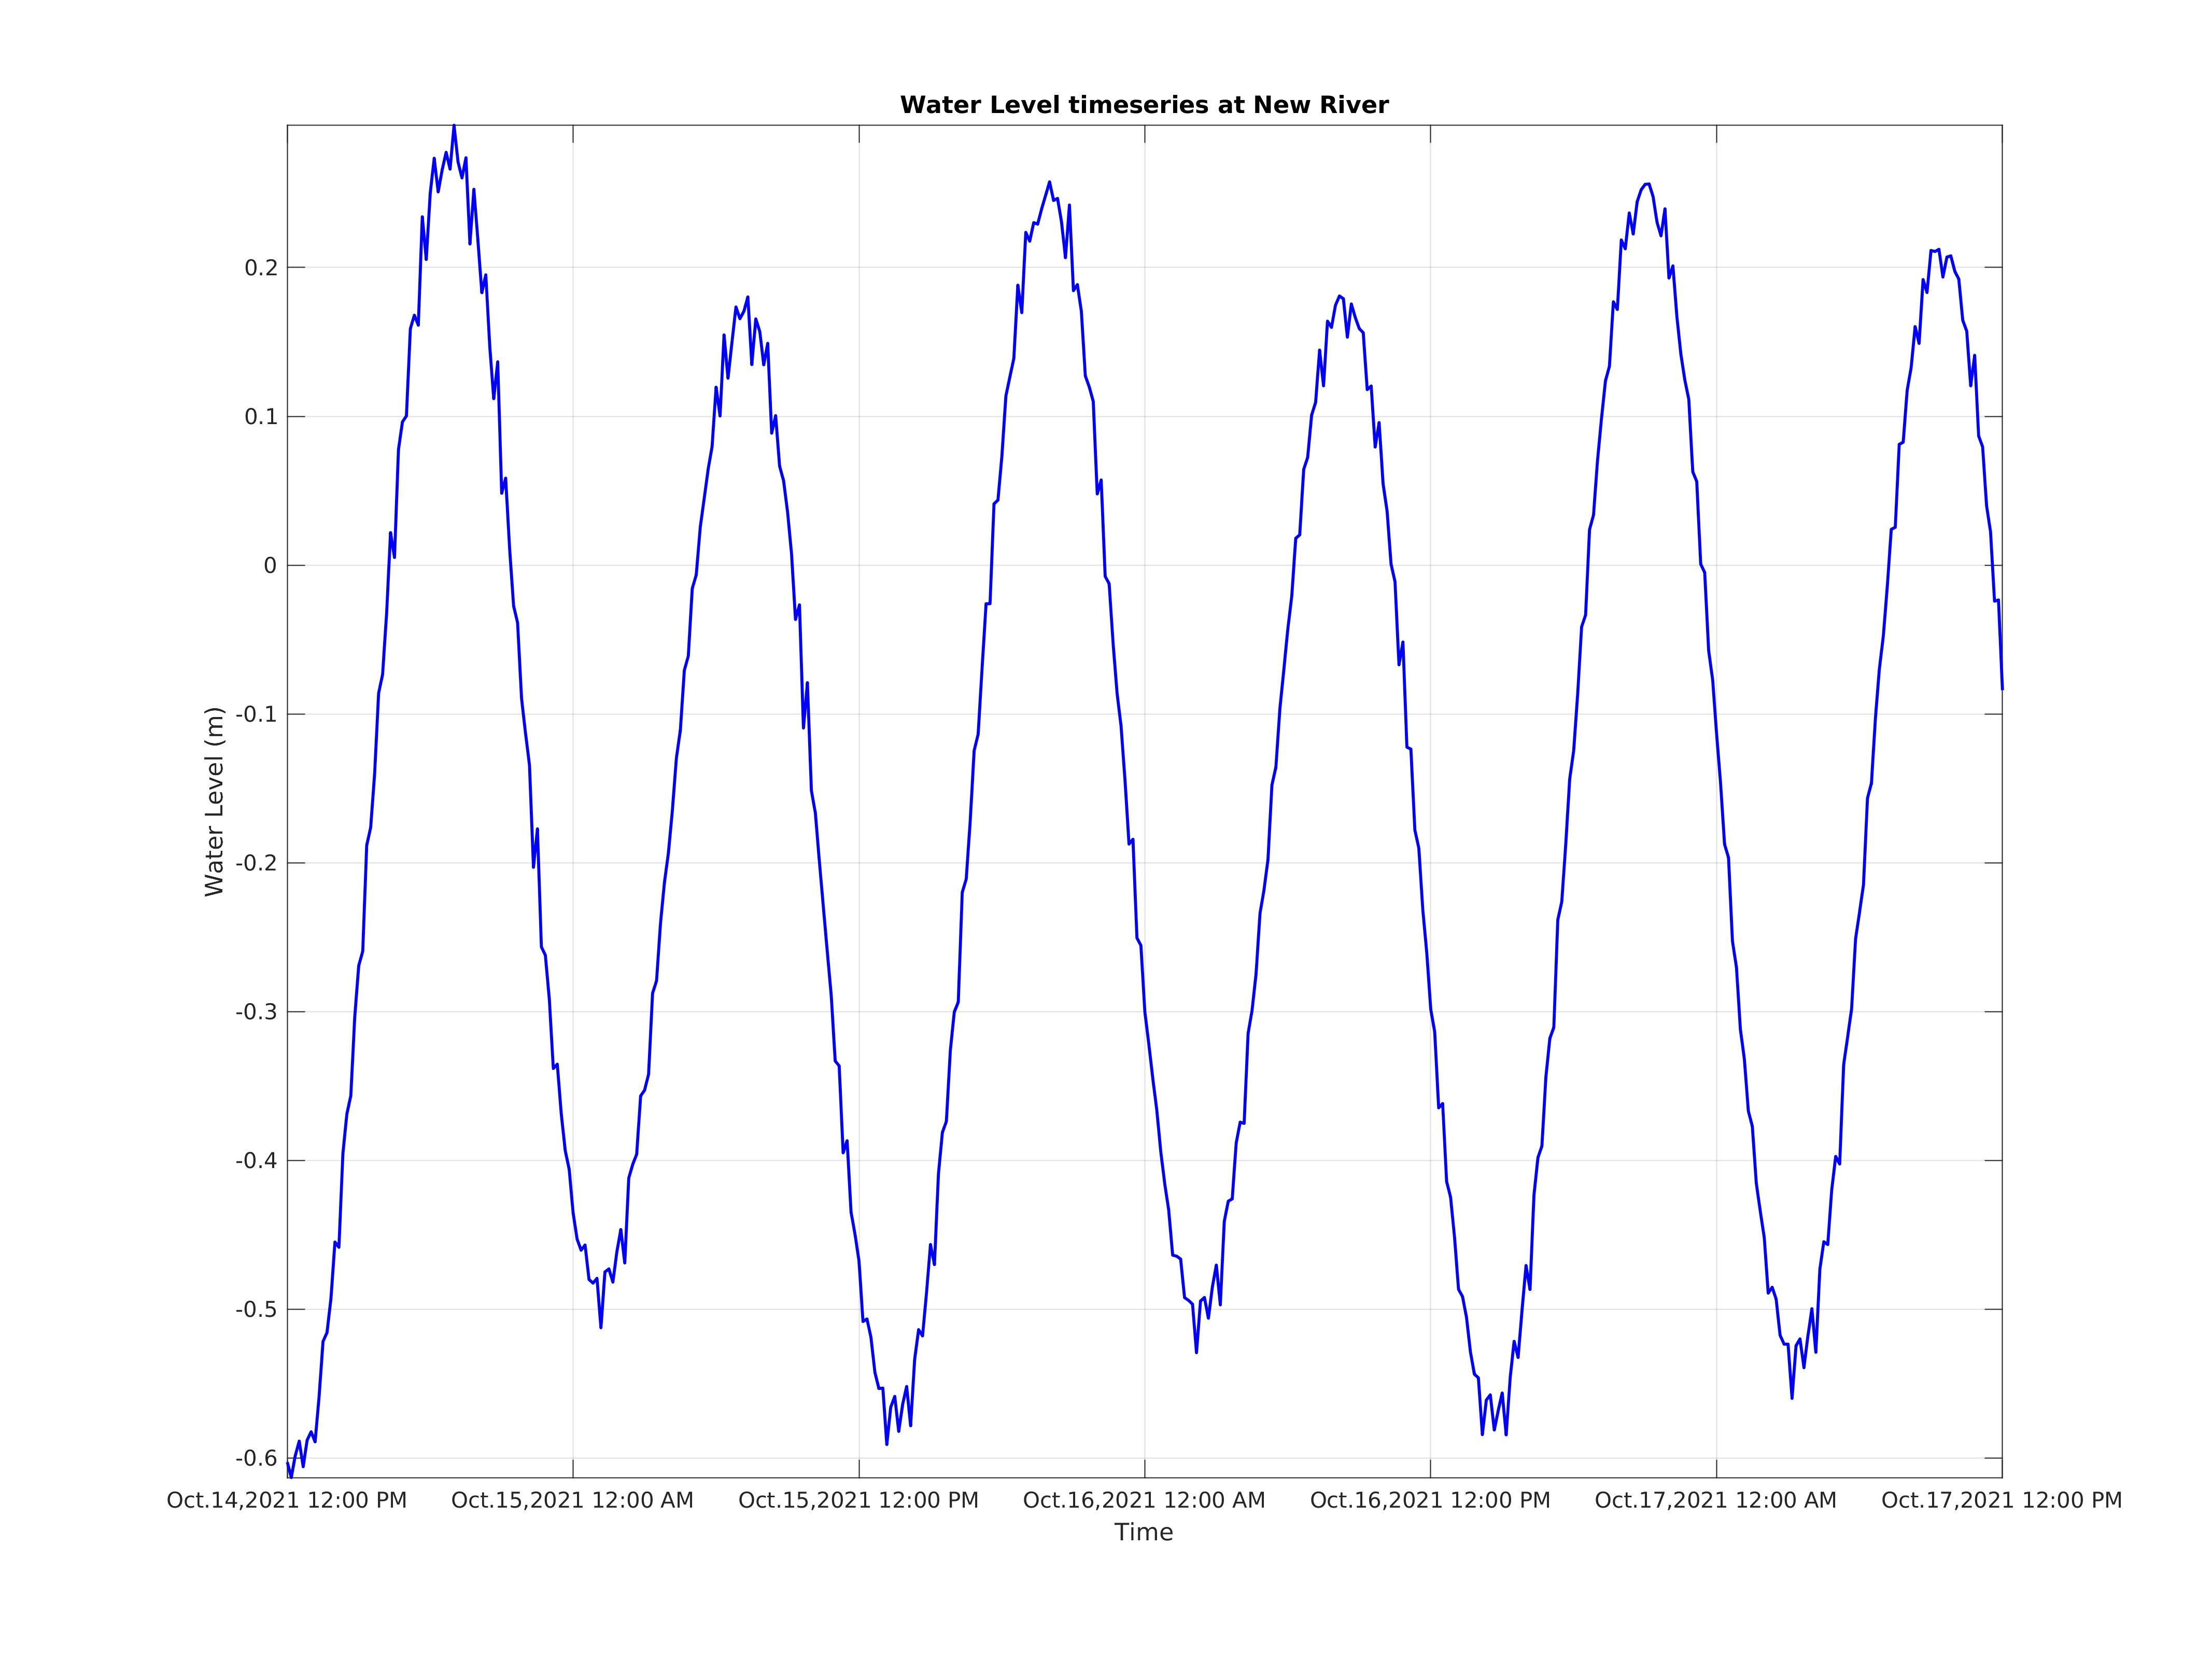 Water Level timeseries at New River
0.2
0.1
0
-0.1
-0.2
-0.3
-0.4
-0.5
-0.6
Water Level (m)
Oct.14,2021 12:00 PM
Oct.15,2021 12:00 AM
Oct.15,2021 12:00 PM
Oct.16,2021 12:00 AM
Oct.16,2021 12:00 PM
Oct.17,2021 12:00 AM
Oct.17,2021 12:00 PM
Time